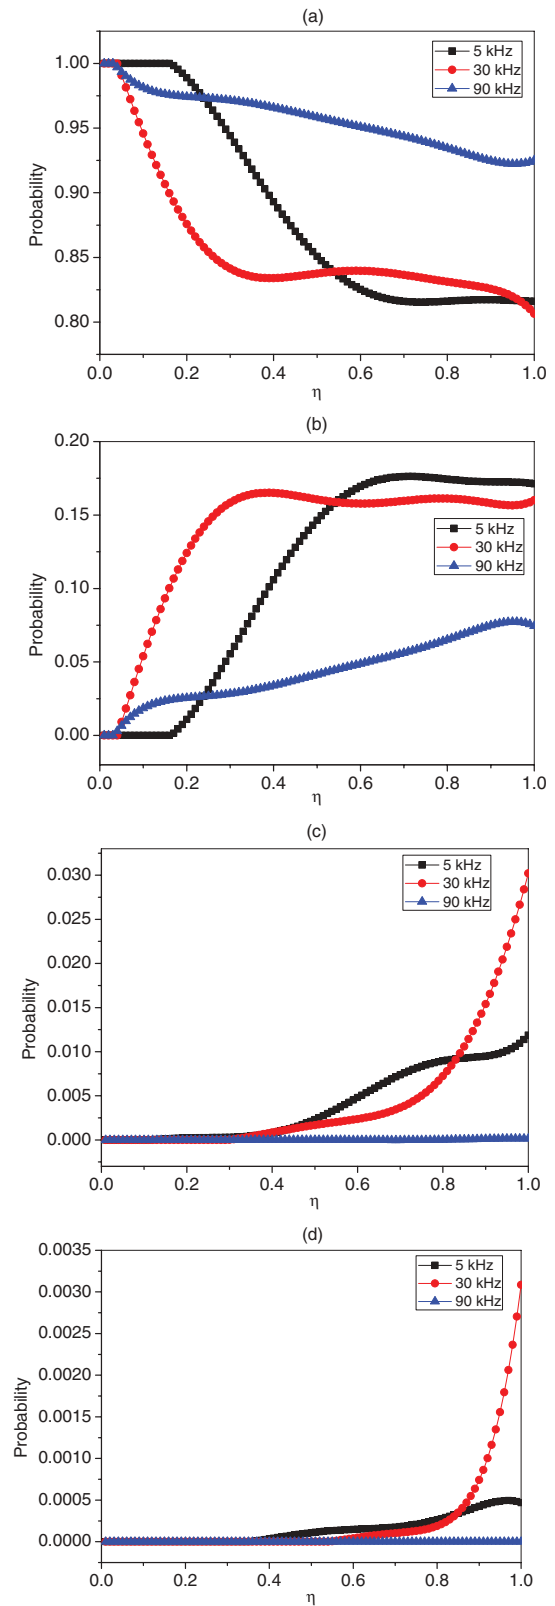 (a)
1.00
0.95
0.90
0.85
0.80
Probability
5 kHz
30 kHz
90 kHz
0.0 0.2 0.4 0.6 0.8 1.0
η
(b)
0.20
0.15
0.10
0.05
0.00
Probability
5 kHz
30 kHz
90 kHz
0.0 0.2 0.4 0.6 0.8 1.0
η
(c)
0.030
0.025
0.020
0.015
0.010
0.005
0.000
Probability
5 kHz
30 kHz
90 kHz
0.0 0.2 0.4 0.6 0.8 1.0
η
(d)
0.0035
0.0030
0.0025
0.0020
0.0015
0.0010
0.0005
0.0000
Probability
5 kHz
30 kHz
90 kHz
0.0 0.2 0.4 0.6 0.8 1.0
η